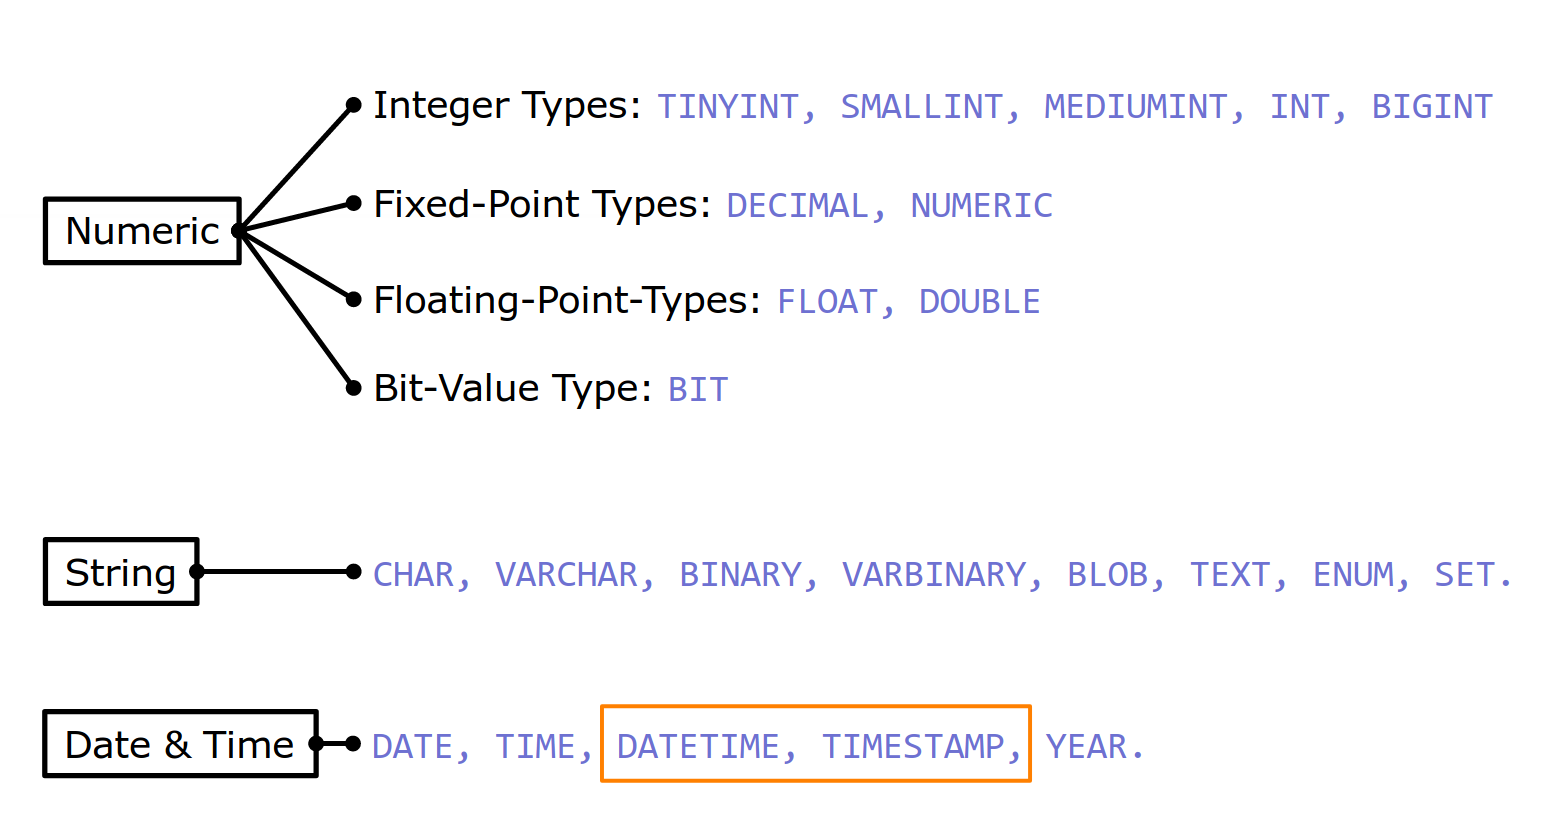 Integer Types: TINYINT, SMALLINT, MEDIUMINT, INT, BIGINT
Fixed-Point Types: DECIMAL, NUMERIC
Numeric
Floating-Point-Types: FLOAT, DOUBLE
Bit-Value Type: BIT
String
CHAR, VARCHAR, BINARY, VARBINARY, BLOB, TEXT, ENUM, SET.
Date & Time
DATE, TIME, DATETIME, TIMESTAMP, YEAR.